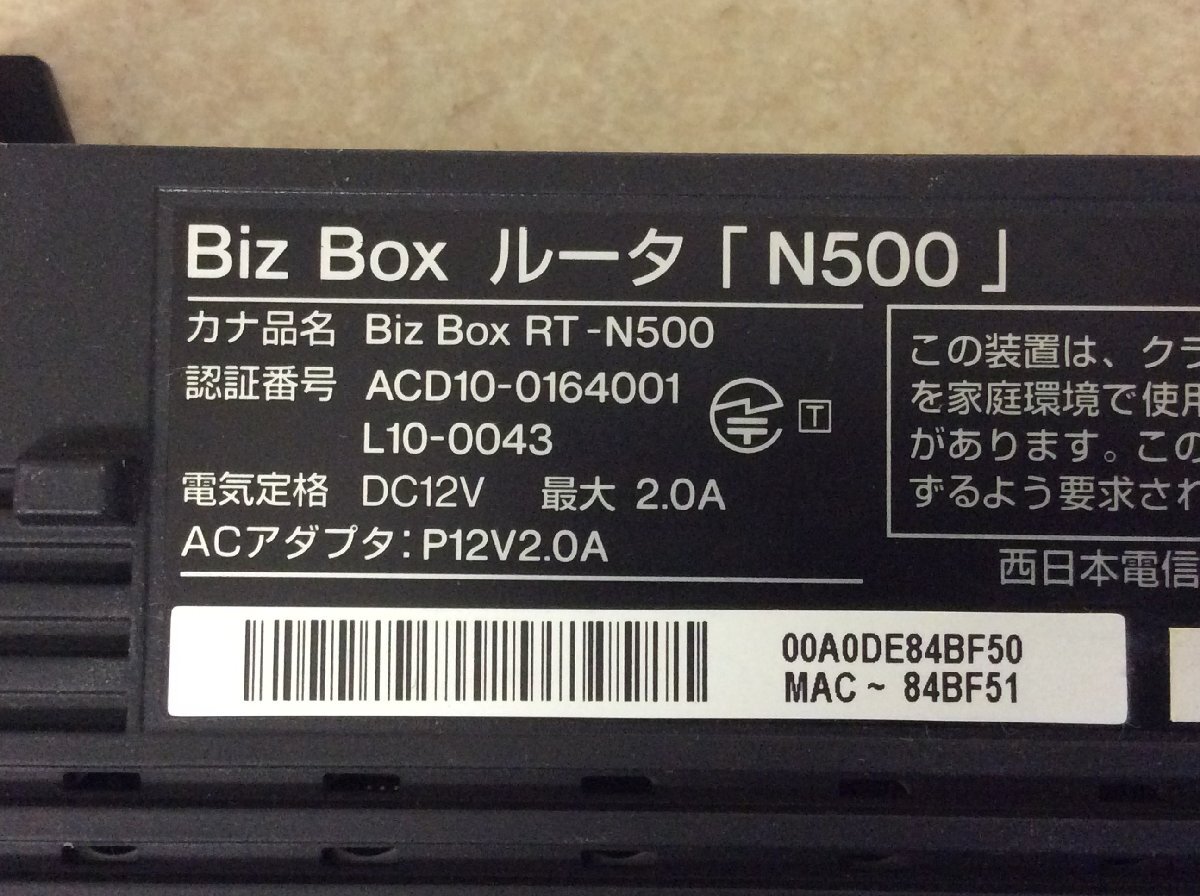 Biz Box ルータ「N500」
カナ品名 Biz Box RT-N500
認証番号 ACD10-0164001
L10-0043
T
電気定格 DC12V 最大 2.0A
ACアダプタ:P12V2.0A
この装置は、クラ
を家庭環境で使用
があります。この
ずるよう要求され
西日本電信
00A0DE84BF50
MAC ~ 84BF51